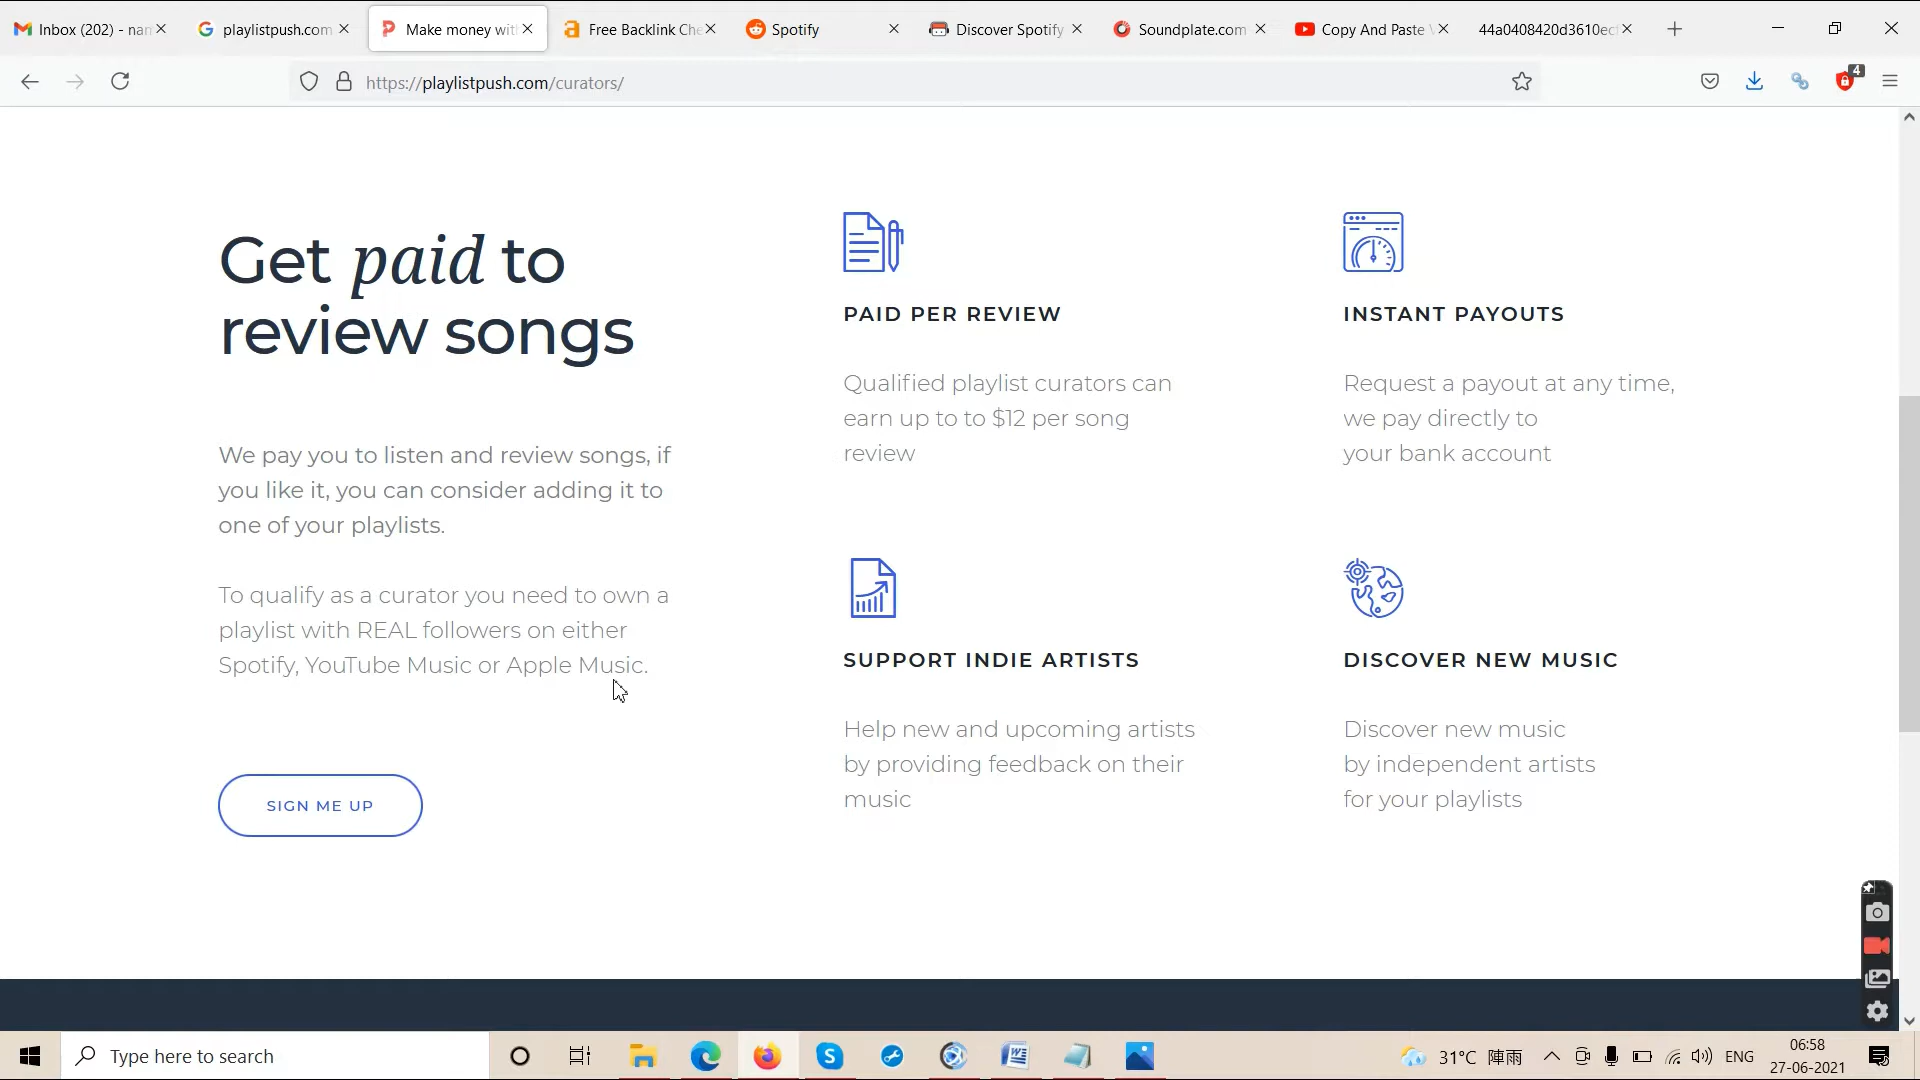 Inbox (202) - nam
playlistpush.com
Make money with
Free Backlink Che
Spotify
Discover Spotify
Soundplate.com
Copy And Paste
44a0408420d3610ec
4
https://playlistpush.com/curators/
Get paid to
review songs
We pay you to listen and review songs, if
you like it, you can consider adding it to
one of your playlists.
To qualify as a curator you need to own a
playlist with REAL followers on either
Spotify, YouTube Music or Apple Music.
SIGN ME UP
PAID PER REVIEW
Qualified playlist curators can
earn up to to $12 per song
review
INSTANT PAYOUTS
Request a payout at any time,
we pay directly to
your bank account
SUPPORT INDIE ARTISTS
Help new and upcoming artists
by providing feedback on their
music
DISCOVER NEW MUSIC
Discover new music
by independent artists
for your playlists
Type here to search
31°C 陣雨
ENG
06:58
27-06-2021